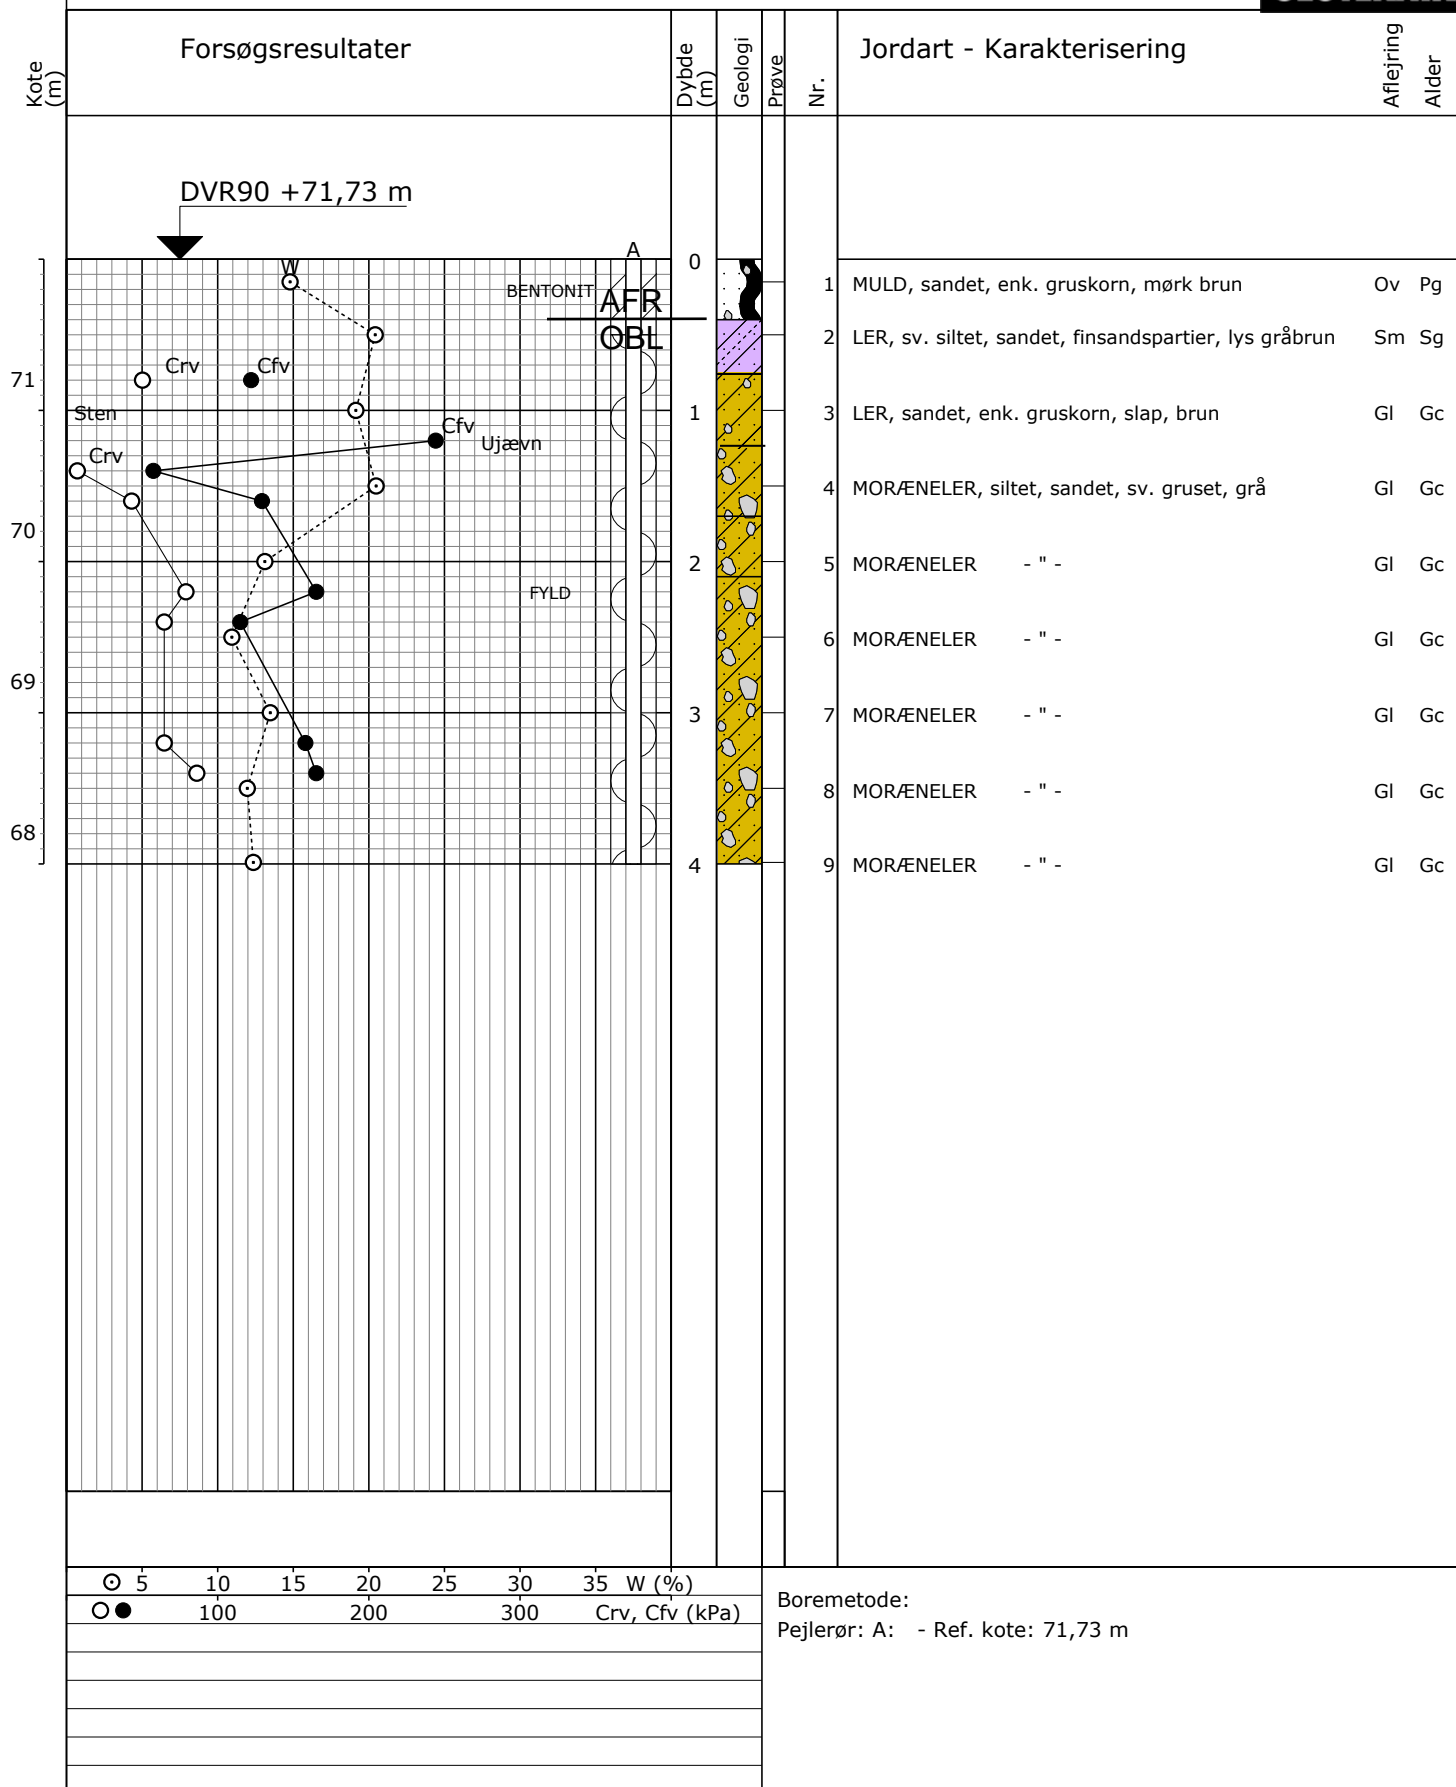 Kote (m)
Forsøgsresultater
Dybde (m)
Geologi
Prøve
Nr.
Jordart - Karakterisering
Aflejring
Alder
DVR90 +71,73 m
W
A
0
BENTONIT
AFR
OBL
1 MULD, sandet, enk. gruskorn, mørk brun Ov Pg
2 LER, sv. siltet, sandet, finsandspartier, lys gråbrun Sm Sg
Crv
Cfv
71
Sten
1
3 LER, sandet, enk. gruskorn, slap, brun Gl Gc
Cfv
Ujævn
Crv
4 MORÆNELER, siltet, sandet, sv. gruset, grå Gl Gc
70
2
5 MORÆNELER - " - Gl Gc
FYLD
6 MORÆNELER - " - Gl Gc
69
3
7 MORÆNELER - " - Gl Gc
8 MORÆNELER - " - Gl Gc
68
4
9 MORÆNELER - " - Gl Gc
5 10 15 20 25 30 35 W (%)
100 200 300 Crv, Cfv (kPa)
Boremetode:
Pejlerør: A: - Ref. kote: 71,73 m